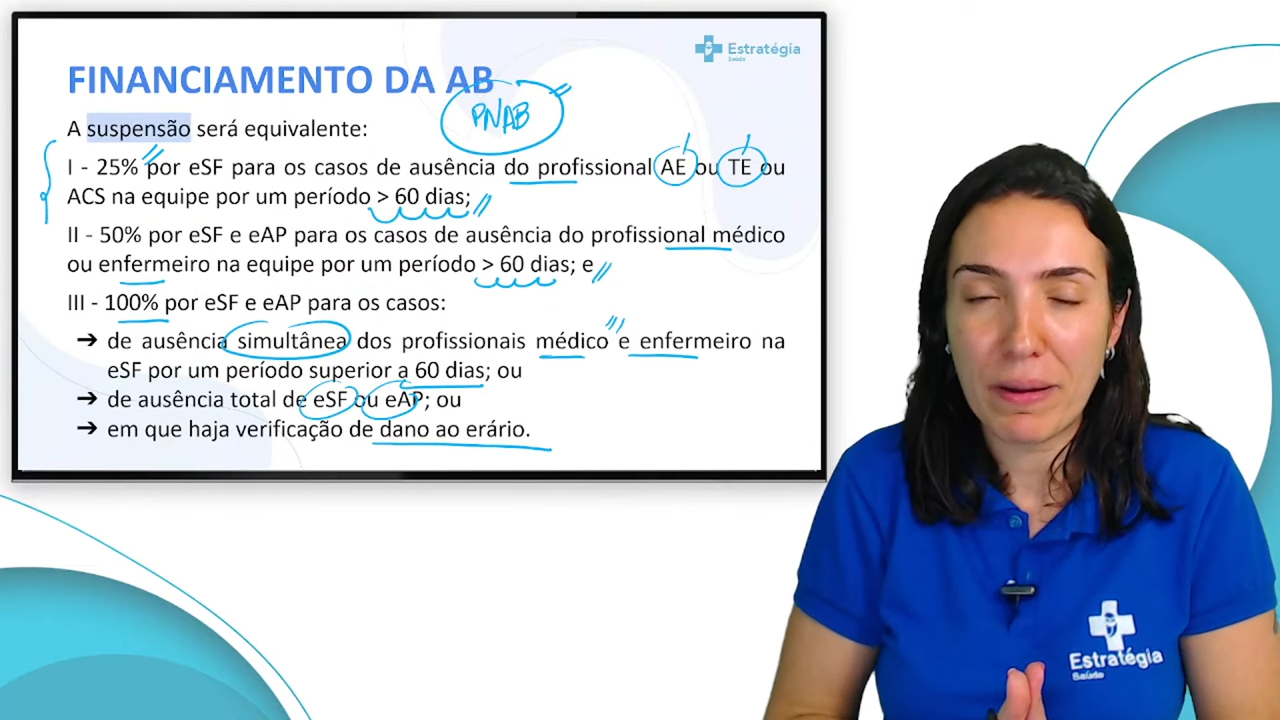 Estratégia
Saúde
FINANCIAMENTO DA AB
PNAB
A suspensão será equivalente:
I - 25% por eSF para os casos de ausência do profissional AE ou TE ou
ACS na equipe por um período > 60 dias;
II - 50% por eSF e eAP para os casos de ausência do profissional médico
ou enfermeiro na equipe por um período > 60 dias; e
III - 100% por eSF e eAP para os casos:
➔ de ausência simultânea dos profissionais médico e enfermeiro na
eSF por um período superior a 60 dias; ou
➔ de ausência total de eSF ou eAP; ou
➔ em que haja verificação de dano ao erário.
Estratégia
Saúde